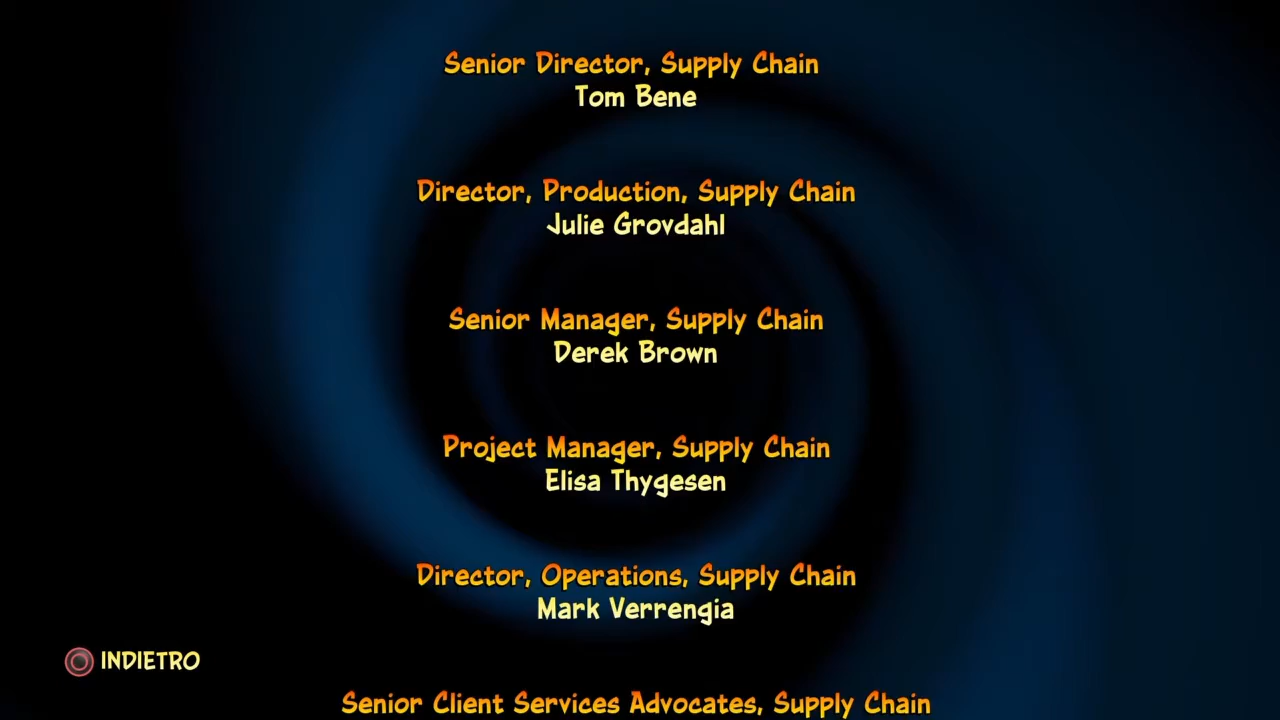 Senior Director, Supply Chain
Tom Bene
Director, Production, Supply Chain
Julie Grovdahl
Senior Manager, Supply Chain
Derek Brown
Project Manager, Supply Chain
Elisa Thygesen
Director, Operations, Supply Chain
Mark Verrengia
INDIETRO
Senior Client Services Advocates, Supply Chain